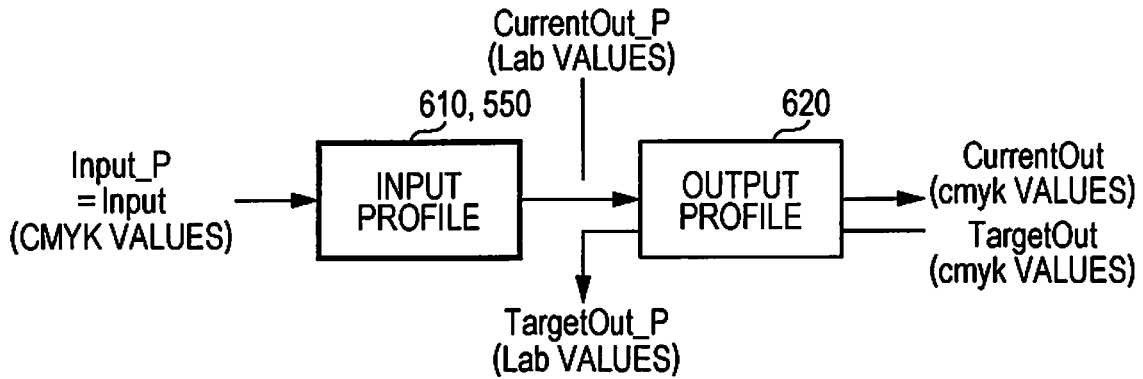 CurrentOut_P
(Lab VALUES)
610, 550
620
Input_P
= Input
(CMYK VALUES)
INPUT
PROFILE
OUTPUT
PROFILE
CurrentOut
(cmyk VALUES)
TargetOut
(cmyk VALUES)
TargetOut_P
(Lab VALUES)